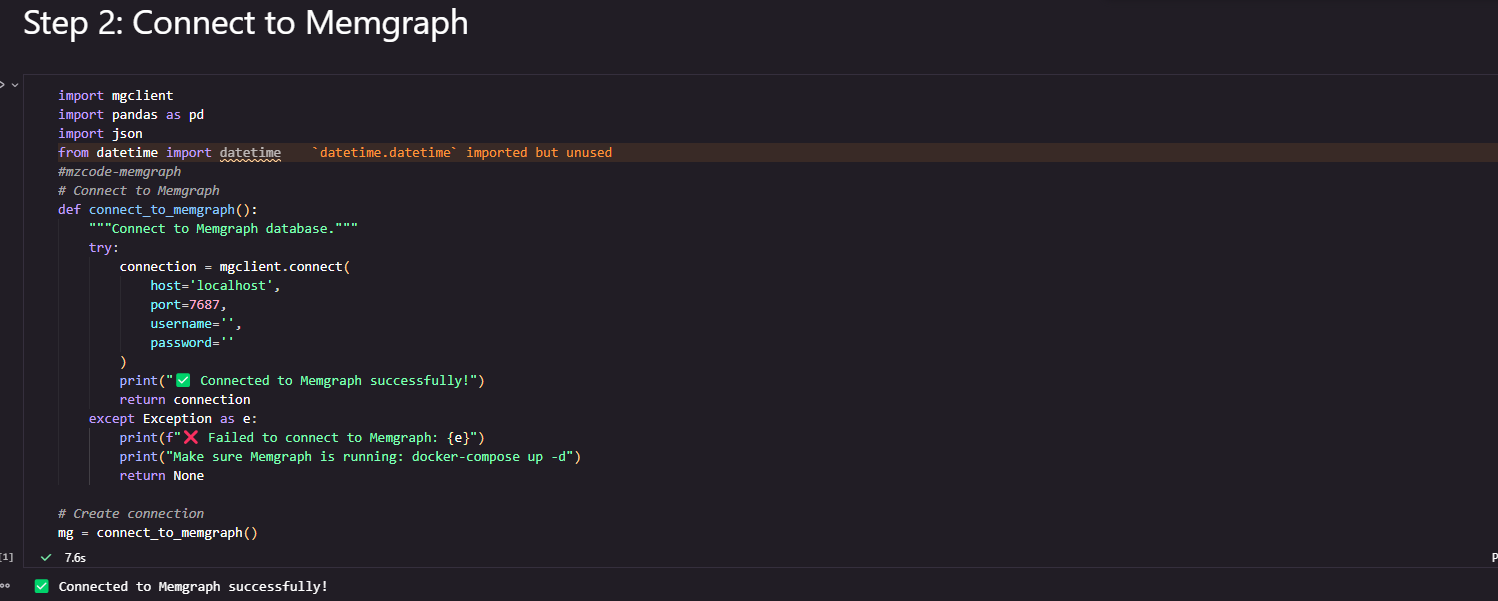 Step 2: Connect to Memgraph
import mgclient
import pandas as pd
import json
from datetime import datetime    `datetime.datetime` imported but unused
#mzcode-memgraph
# Connect to Memgraph
def connect_to_memgraph():
    """Connect to Memgraph database."""
    try:
        connection = mgclient.connect(
            host='localhost',
            port=7687,
            username='',
            password=''
        )
        print("✅ Connected to Memgraph successfully!")
        return connection
    except Exception as e:
        print(f"❌ Failed to connect to Memgraph: {e}")
        print("Make sure Memgraph is running: docker-compose up -d")
        return None
# Create connection
mg = connect_to_memgraph()
[1] ✓ 7.6s
✅ Connected to Memgraph successfully!